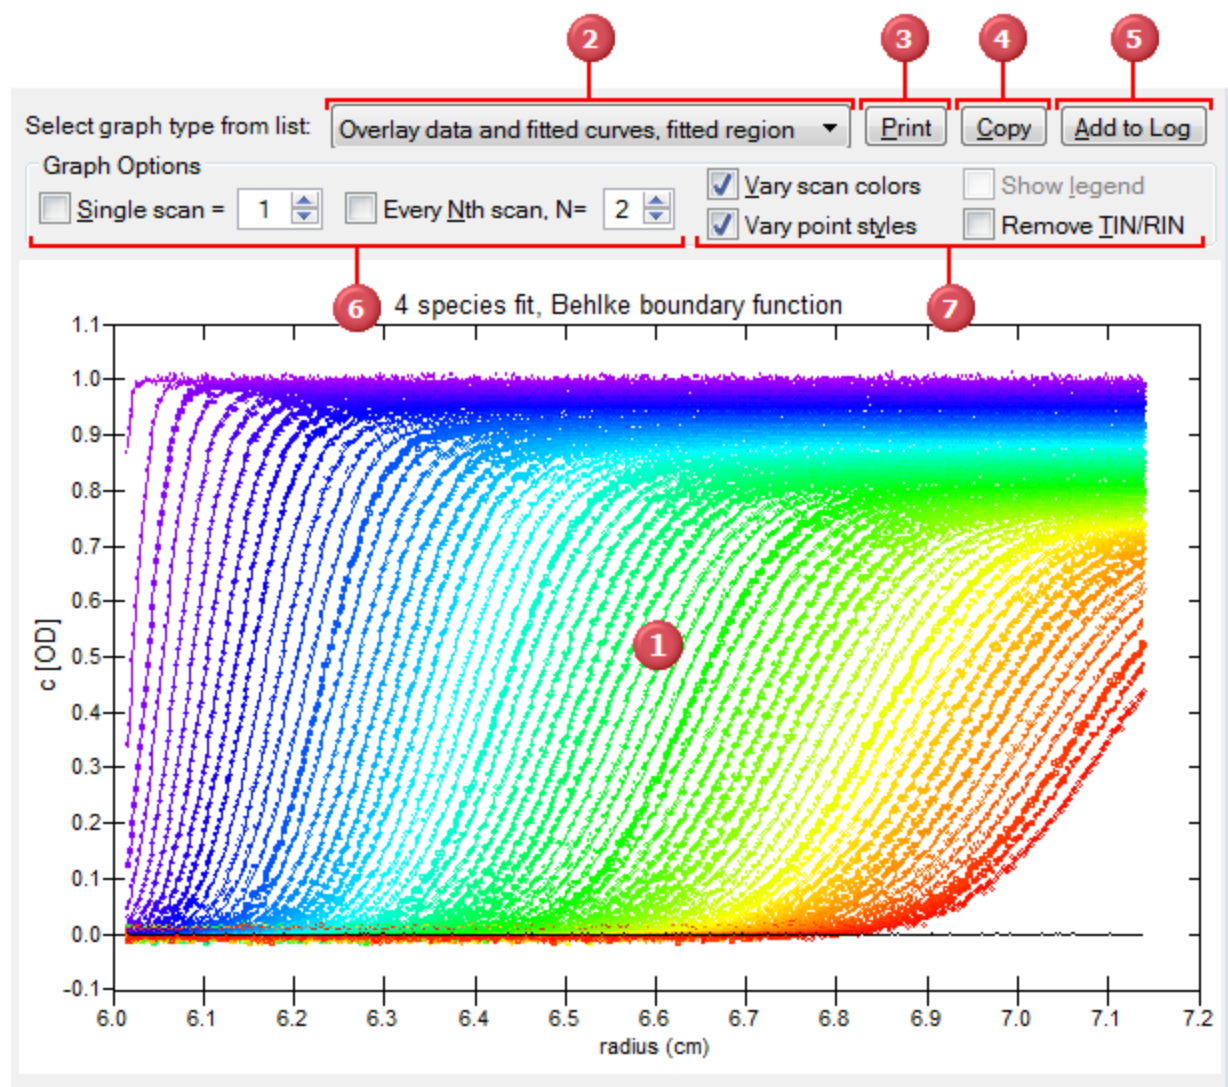 2 3 4 5
Select graph type from list: Overlay data and fitted curves, fitted region Print Copy Add to Log
Graph Options
Single scan = 1 Every Nth scan, N= 2 Vary scan colors Show legend
Vary point styles Remove TIN/RIN
6 4 species fit, Behlke boundary function 7
1.1
1.0
0.9
0.8
0.7
0.6
1
0.5
c [OD]
0.4
0.3
0.2
0.1
0.0
-0.1
6.0 6.1 6.2 6.3 6.4 6.5 6.6 6.7 6.8 6.9 7.0 7.1 7.2
radius (cm)